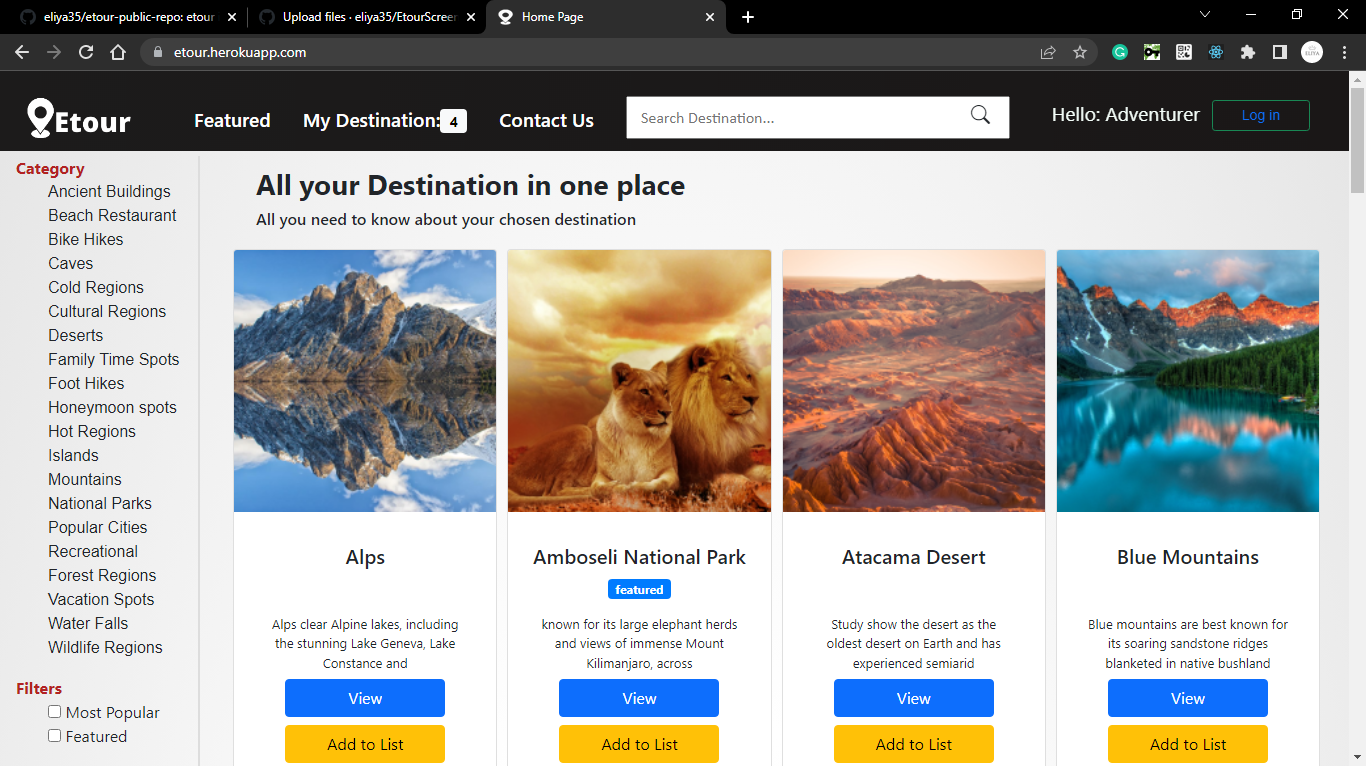 eliya35/etour-public-repo: etour
Upload files · eliya35/EtourScreen
Home Page
etour.herokuapp.com
Etour
Featured
My Destination: 4
Contact Us
Search Destination...
Hello: Adventurer
Log in
Category
Ancient Buildings
Beach Restaurant
Bike Hikes
Caves
Cold Regions
Cultural Regions
Deserts
Family Time Spots
Foot Hikes
Honeymoon spots
Hot Regions
Islands
Mountains
National Parks
Popular Cities
Recreational
Forest Regions
Vacation Spots
Water Falls
Wildlife Regions
Filters
Most Popular
Featured
All your Destination in one place
All you need to know about your chosen destination
Alps
Alps clear Alpine lakes, including
the stunning Lake Geneva, Lake
Constance and
View
Add to List
Amboseli National Park
featured
known for its large elephant herds
and views of immense Mount
Kilimanjaro, across
View
Add to List
Atacama Desert
Study show the desert as the
oldest desert on Earth and has
experienced semiarid
View
Add to List
Blue Mountains
Blue mountains are best known for
its soaring sandstone ridges
blanketed in native bushland
View
Add to List